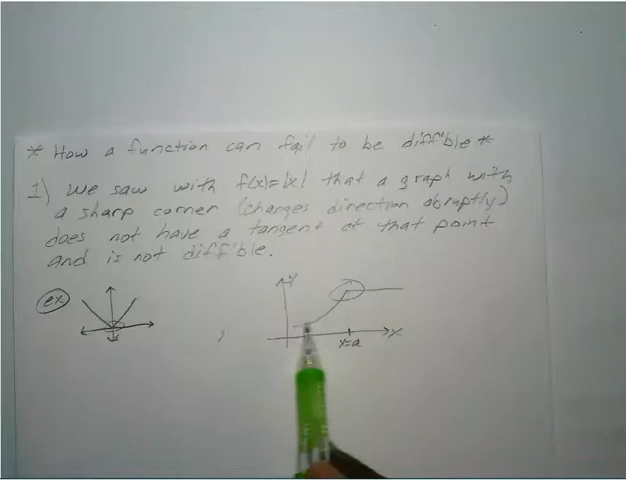 * How a function can fail to be diff'ble *
1) We saw with f(x)=|x| that a graph with
a sharp corner (changes direction abruptly)
does not have a tangent at that point
and is not diff'ble.
ex
y
,
x=a
x